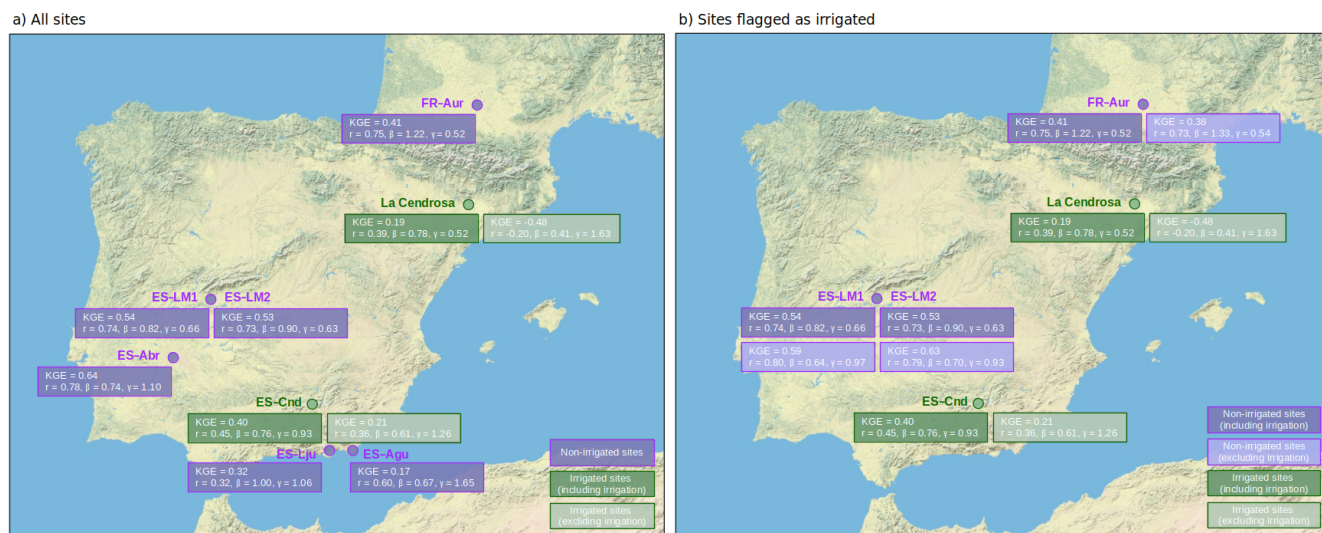 a) All sites
FR–Aur
KGE = 0.41
r = 0.75, β = 1.22, γ = 0.52
La Cendrosa
KGE = 0.19
r = 0.39, β = 0.78, γ = 0.52
KGE = -0.48
r = -0.20, β = 0.41, γ = 1.63
ES–LM1
ES–LM2
KGE = 0.54
r = 0.74, β = 0.82, γ = 0.66
KGE = 0.53
r = 0.73, β = 0.90, γ = 0.63
ES–Abr
KGE = 0.64
r = 0.78, β = 0.74, γ = 1.10
ES–Cnd
KGE = 0.40
r = 0.45, β = 0.76, γ = 0.93
KGE = 0.21
r = 0.36, β = 0.61, γ = 1.26
ES–Lju
ES–Agu
KGE = 0.32
r = 0.32, β = 1.00, γ = 1.06
KGE = 0.17
r = 0.60, β = 0.67, γ = 1.65
Non–irrigated sites
Irrigated sites
(including irrigation)
Irrigated sites
(excluding irrigation)
b) Sites flagged as irrigated
FR–Aur
KGE = 0.41
r = 0.75, β = 1.22, γ = 0.52
KGE = 0.38
r = 0.73, β = 1.33, γ = 0.54
La Cendrosa
KGE = 0.19
r = 0.39, β = 0.78, γ = 0.52
KGE = -0.48
r = -0.20, β = 0.41, γ = 1.63
ES–LM1
ES–LM2
KGE = 0.54
r = 0.74, β = 0.82, γ = 0.66
KGE = 0.53
r = 0.73, β = 0.90, γ = 0.63
KGE = 0.59
r = 0.80, β = 0.64, γ = 0.97
KGE = 0.63
r = 0.79, β = 0.70, γ = 0.93
ES–Cnd
KGE = 0.40
r = 0.45, β = 0.76, γ = 0.93
KGE = 0.21
r = 0.36, β = 0.61, γ = 1.26
Non–irrigated sites
(including irrigation)
Non–irrigated sites
(excluding irrigation)
Irrigated sites
(including irrigation)
Irrigated sites
(excluding irrigation)